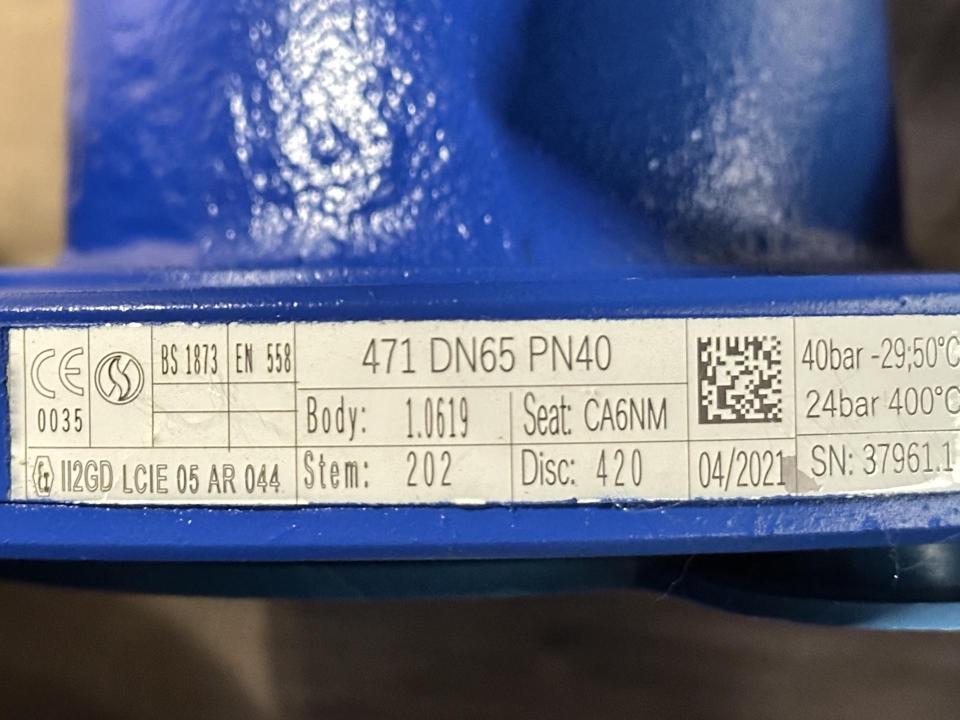 CE
0035
BS 1873
EN 558
471 DN65 PN40
Body: 1.0619
Seat: CA6NM
Stem: 202
Disc: 420
II2GD LCIE 05 AR 044
04/2021
40bar -29;50°C
24bar 400°C
SN: 37961.1